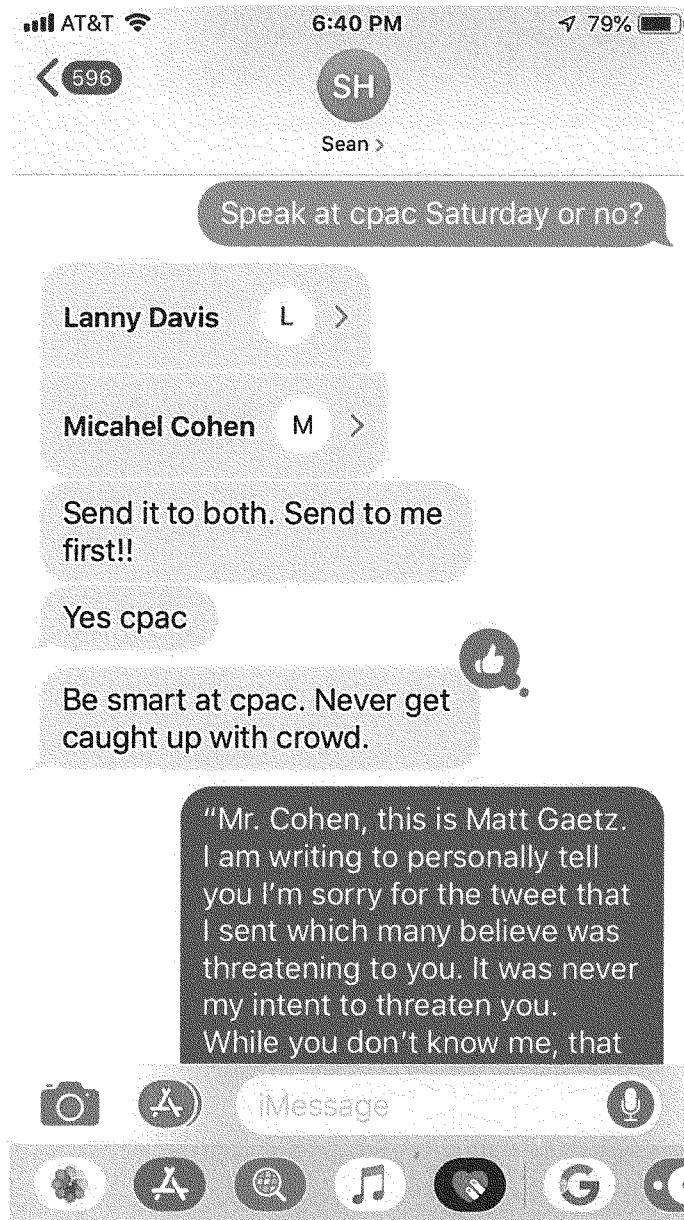 AT&T 6:40 PM 79%
596
SH
Sean >
Speak at cpac Saturday or no?
Lanny Davis L >
Micahel Cohen M >
Send it to both. Send to me
first!!
Yes cpac
Be smart at cpac. Never get
caught up with crowd.
“Mr. Cohen, this is Matt Gaetz.
I am writing to personally tell
you I’m sorry for the tweet that
I sent which many believe was
threatening to you. It was never
my intent to threaten you.
While you don’t know me, that
iMessage
G